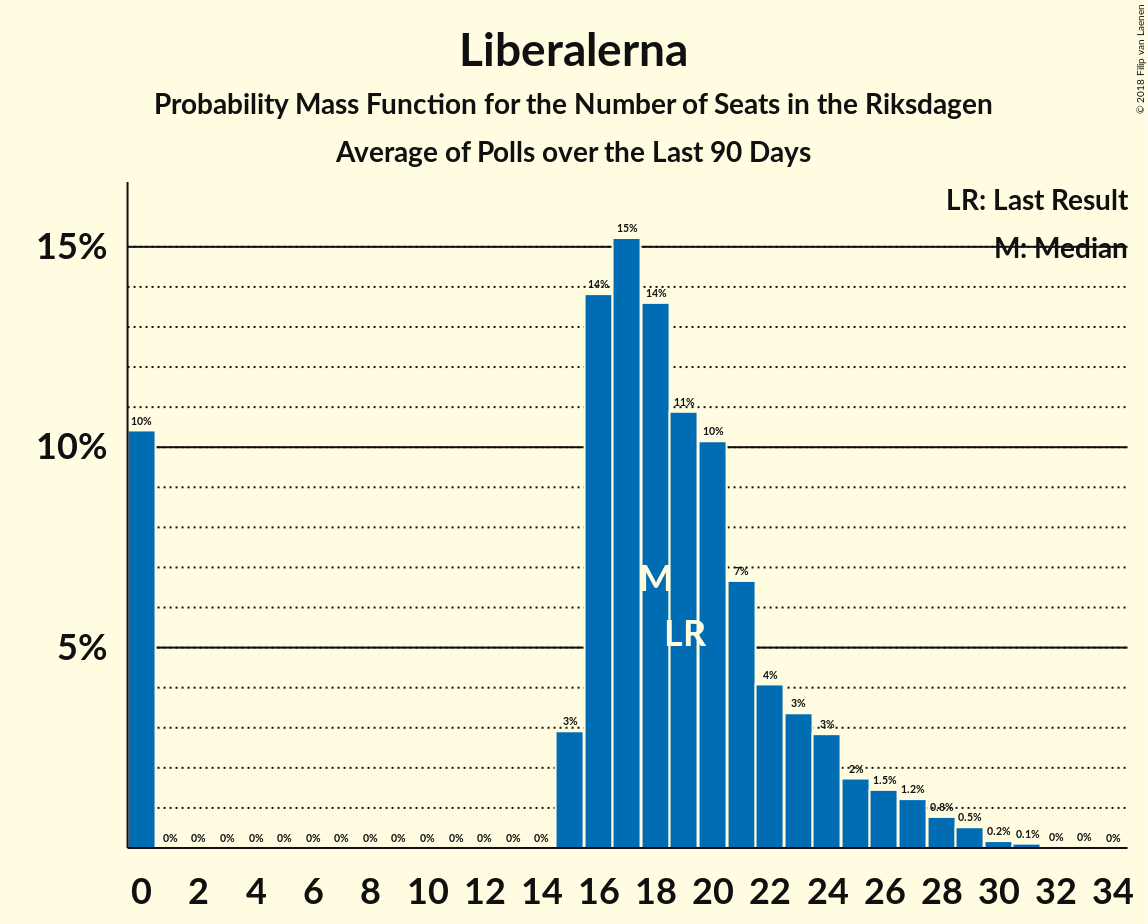 Liberalerna
Probability Mass Function for the Number of Seats in the Riksdagen
Average of Polls over the Last 90 Days
© 2018 Filip van Laenen
LR: Last Result
M: Median
15%
10%
5%
10% 0% 0% 0% 0% 0% 0% 0% 0% 0% 0% 0% 0% 0% 0% 3% 14% 15% 14% 11% 10% 7% 4% 3% 3% 2% 1.5% 1.2% 0.8% 0.5% 0.2% 0.1% 0% 0% 0%
M
LR
0 2 4 6 8 10 12 14 16 18 20 22 24 26 28 30 32 34